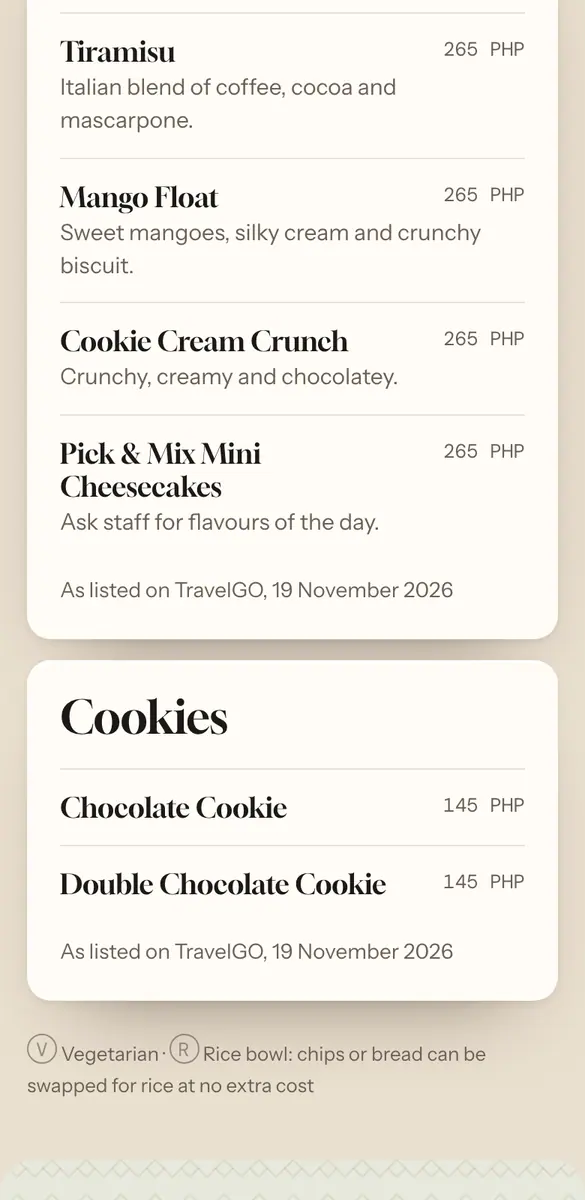 Tiramisu 265 PHP
Italian blend of coffee, cocoa and
mascarpone.
Mango Float 265 PHP
Sweet mangoes, silky cream and crunchy
biscuit.
Cookie Cream Crunch 265 PHP
Crunchy, creamy and chocolatey.
Pick & Mix Mini 265 PHP
Cheesecakes
Ask staff for flavours of the day.
As listed on TravelGO, 19 November 2026
Cookies
Chocolate Cookie 145 PHP
Double Chocolate Cookie 145 PHP
As listed on TravelGO, 19 November 2026
V Vegetarian · R Rice bowl: chips or bread can be
swapped for rice at no extra cost